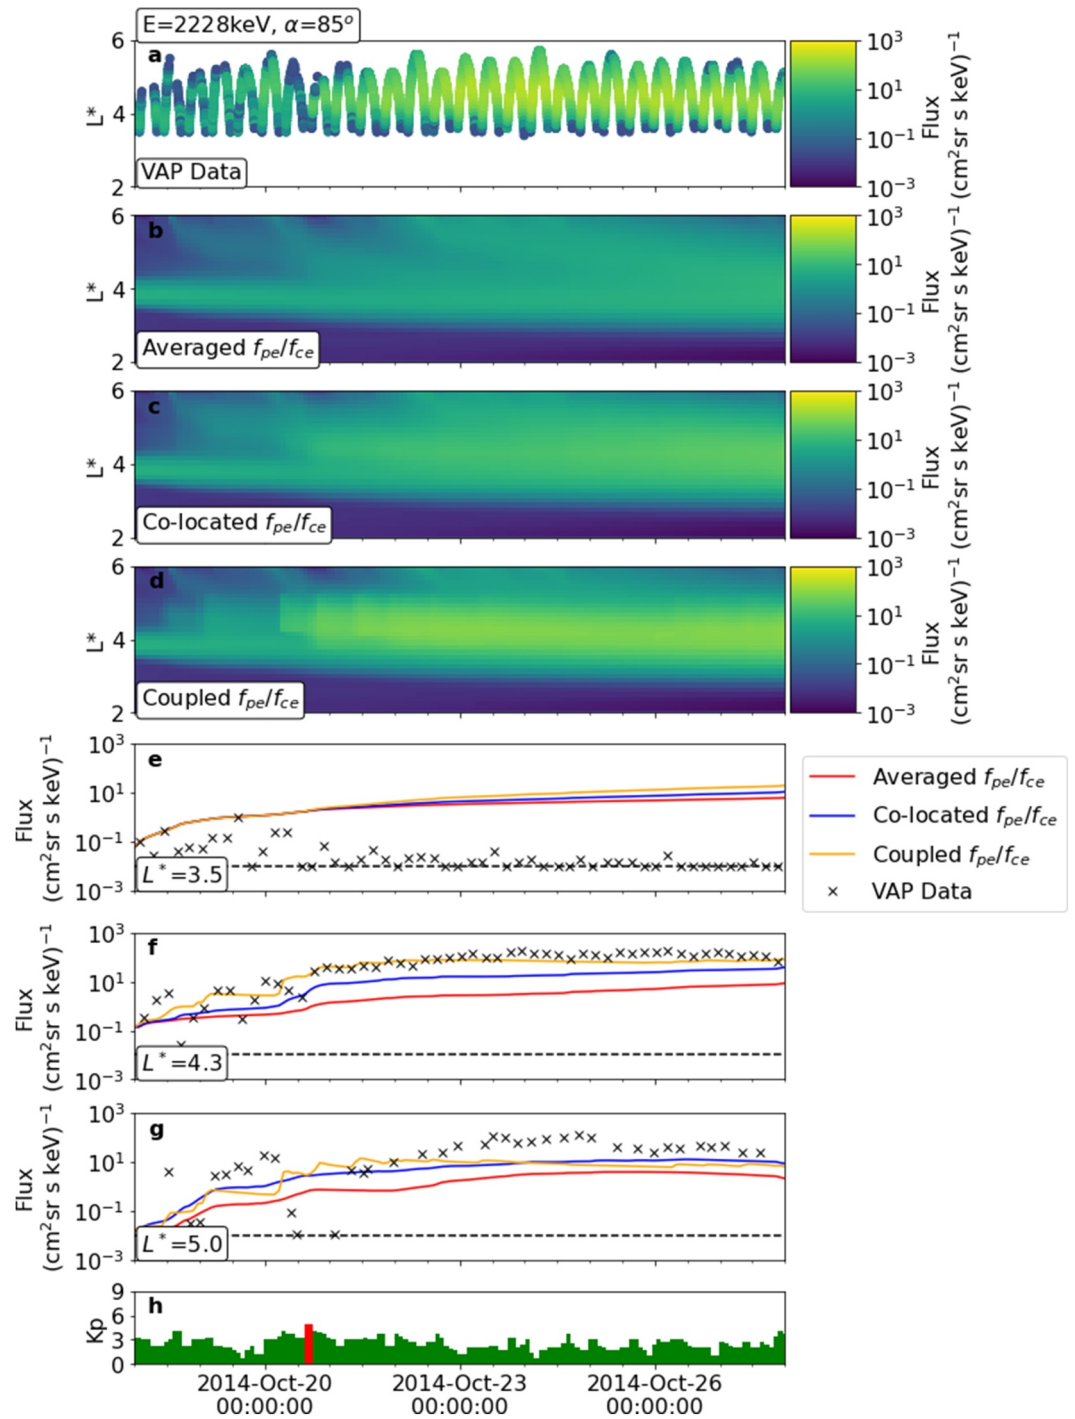 E=2228keV, α=85°
a
6
4
2
L*
VAP Data
10³
10¹
10⁻¹
10⁻³
Flux
(cm²sr s keV)⁻¹
b
6
4
2
L*
Averaged fpe/fce
10³
10¹
10⁻¹
10⁻³
Flux
(cm²sr s keV)⁻¹
c
6
4
2
L*
Co-located fpe/fce
10³
10¹
10⁻¹
10⁻³
Flux
(cm²sr s keV)⁻¹
d
6
4
2
L*
Coupled fpe/fce
10³
10¹
10⁻¹
10⁻³
Flux
(cm²sr s keV)⁻¹
e
10³
10¹
10⁻¹
10⁻³
Flux
(cm²sr s keV)⁻¹
L*=3.5
Averaged fpe/fce
Co-located fpe/fce
Coupled fpe/fce
VAP Data
f
10³
10¹
10⁻¹
10⁻³
Flux
(cm²sr s keV)⁻¹
L*=4.3
g
10³
10¹
10⁻¹
10⁻³
Flux
(cm²sr s keV)⁻¹
L*=5.0
h
9
6
3
0
Kp
2014-Oct-20 2014-Oct-23 2014-Oct-26
00:00:00 00:00:00 00:00:00